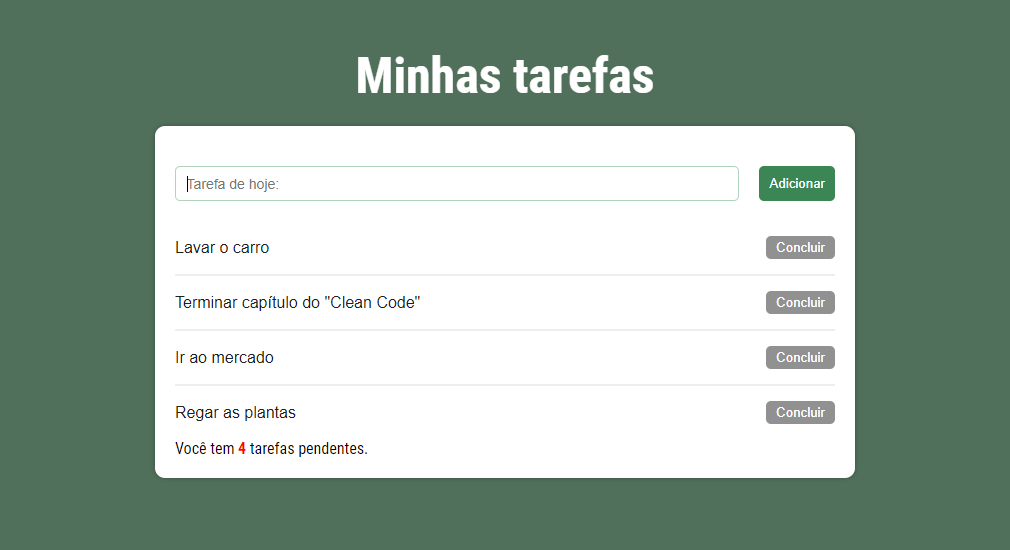 Minhas tarefas
Tarefa de hoje:
Adicionar
Lavar o carro
Concluir
Terminar capítulo do "Clean Code"
Concluir
Ir ao mercado
Concluir
Regar as plantas
Concluir
Você tem 4 tarefas pendentes.